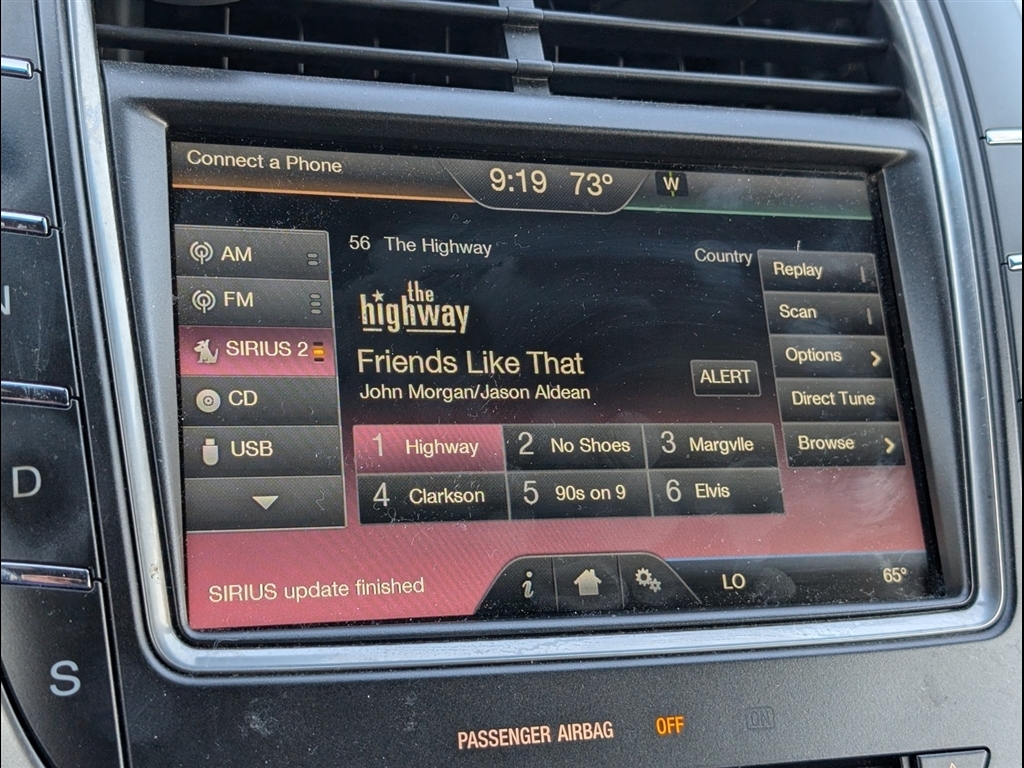 Connect a Phone
9:19 73° W
56 The Highway
Country
AM
FM
SIRIUS 2
CD
USB
the
highway
Friends Like That
John Morgan/Jason Aldean
ALERT
Replay
Scan
Options
Direct Tune
Browse
1 Highway 2 No Shoes 3 Margvlle
4 Clarkson 5 90s on 9 6 Elvis
SIRIUS update finished
i
LO 65°
N
D
S
PASSENGER AIRBAG OFF ON